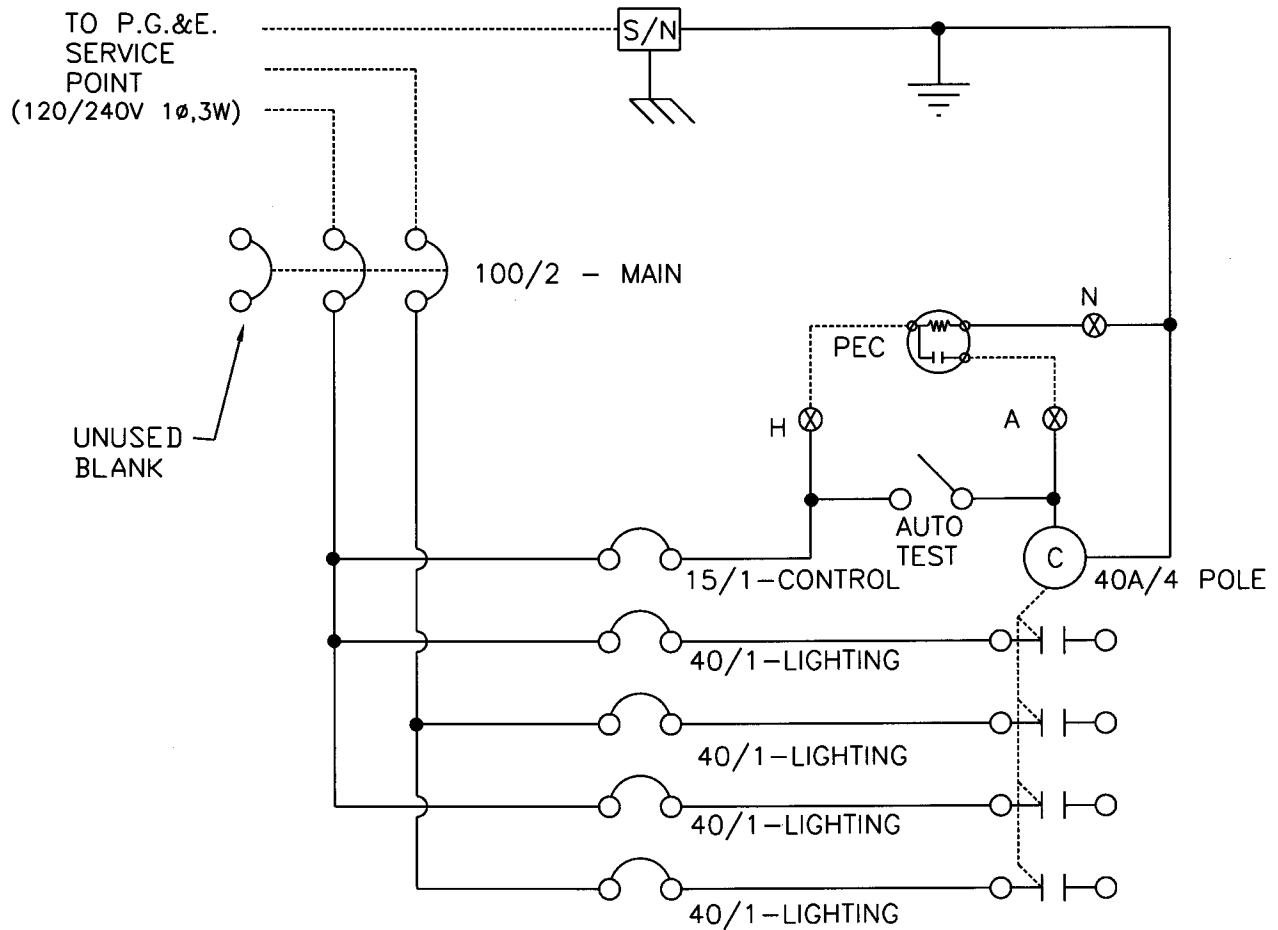 TO P.G.&E.
SERVICE
POINT
(120/240V 1ø,3W)
S/N
100/2 - MAIN
UNUSED
BLANK
PEC
N
H
A
AUTO
TEST
C
15/1-CONTROL
40A/4 POLE
40/1-LIGHTING
40/1-LIGHTING
40/1-LIGHTING
40/1-LIGHTING